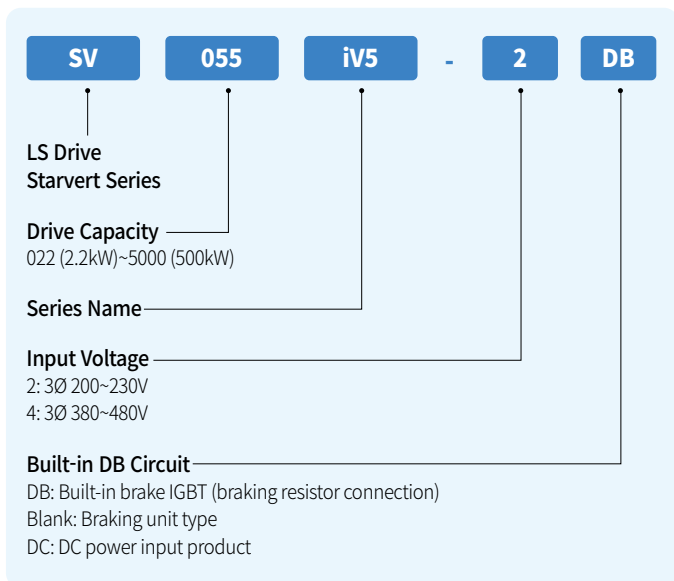 SV 055 iV5 - 2 DB
LS Drive
Starvert Series
Drive Capacity
022 (2.2kW)~5000 (500kW)
Series Name
Input Voltage
2: 3Ø 200~230V
4: 3Ø 380~480V
Built-in DB Circuit
DB: Built-in brake IGBT (braking resistor connection)
Blank: Braking unit type
DC: DC power input product